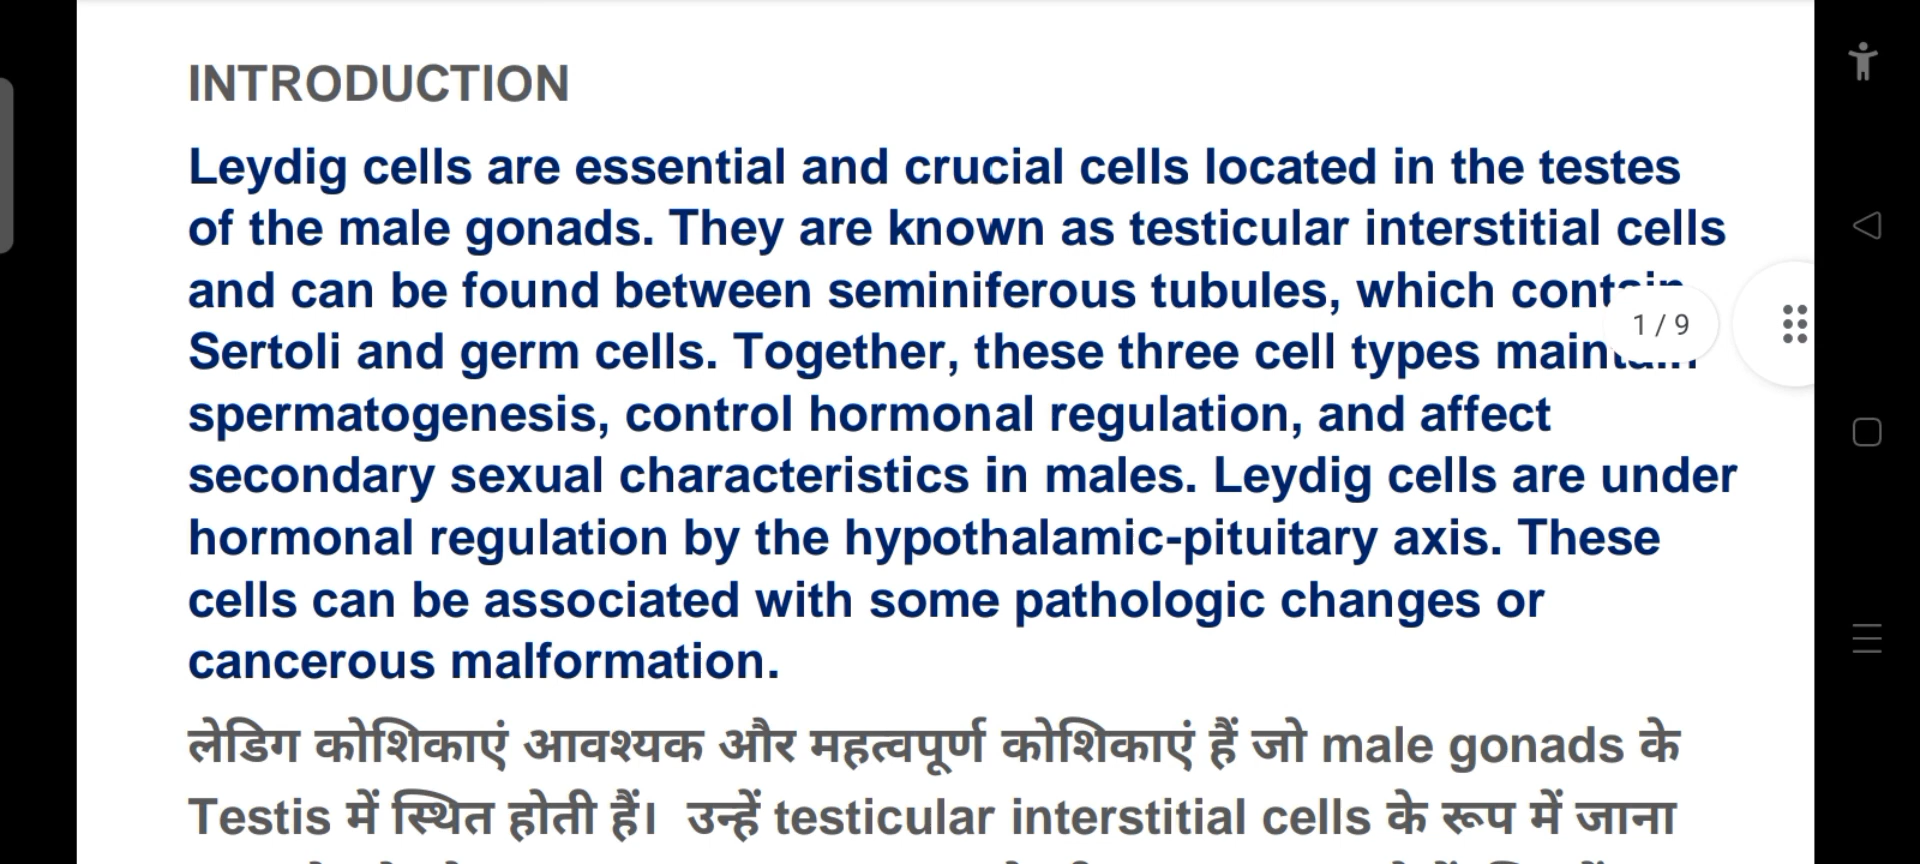 INTRODUCTION
Leydig cells are essential and crucial cells located in the testes
of the male gonads. They are known as testicular interstitial cells
and can be found between seminiferous tubules, which contain
1 / 9
Sertoli and germ cells. Together, these three cell types maintain
spermatogenesis, control hormonal regulation, and affect
secondary sexual characteristics in males. Leydig cells are under
hormonal regulation by the hypothalamic-pituitary axis. These
cells can be associated with some pathologic changes or
cancerous malformation.
लेडिग कोशिकाएं आवश्यक और महत्वपूर्ण कोशिकाएं हैं जो male gonads के
Testis में स्थित होती हैं। उन्हें testicular interstitial cells के रूप में जाना